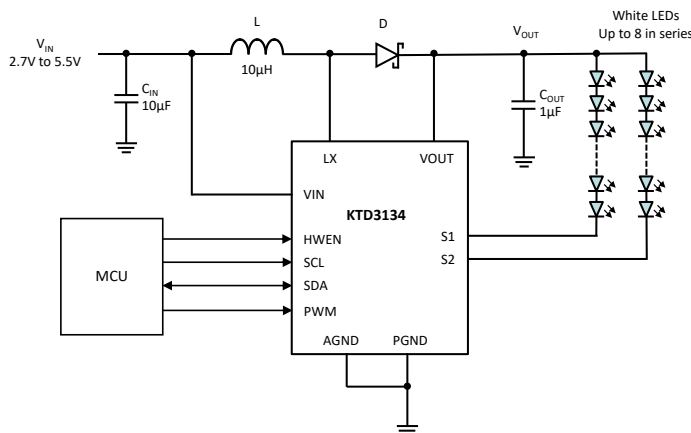 White LEDs
Up to 8 in series
L
D
VOUT
VIN
2.7V to 5.5V
10μH
CIN
10μF
COUT
1μF
LX
VOUT
VIN
KTD3134
HWEN
S1
SCL
S2
MCU
SDA
PWM
AGND
PGND